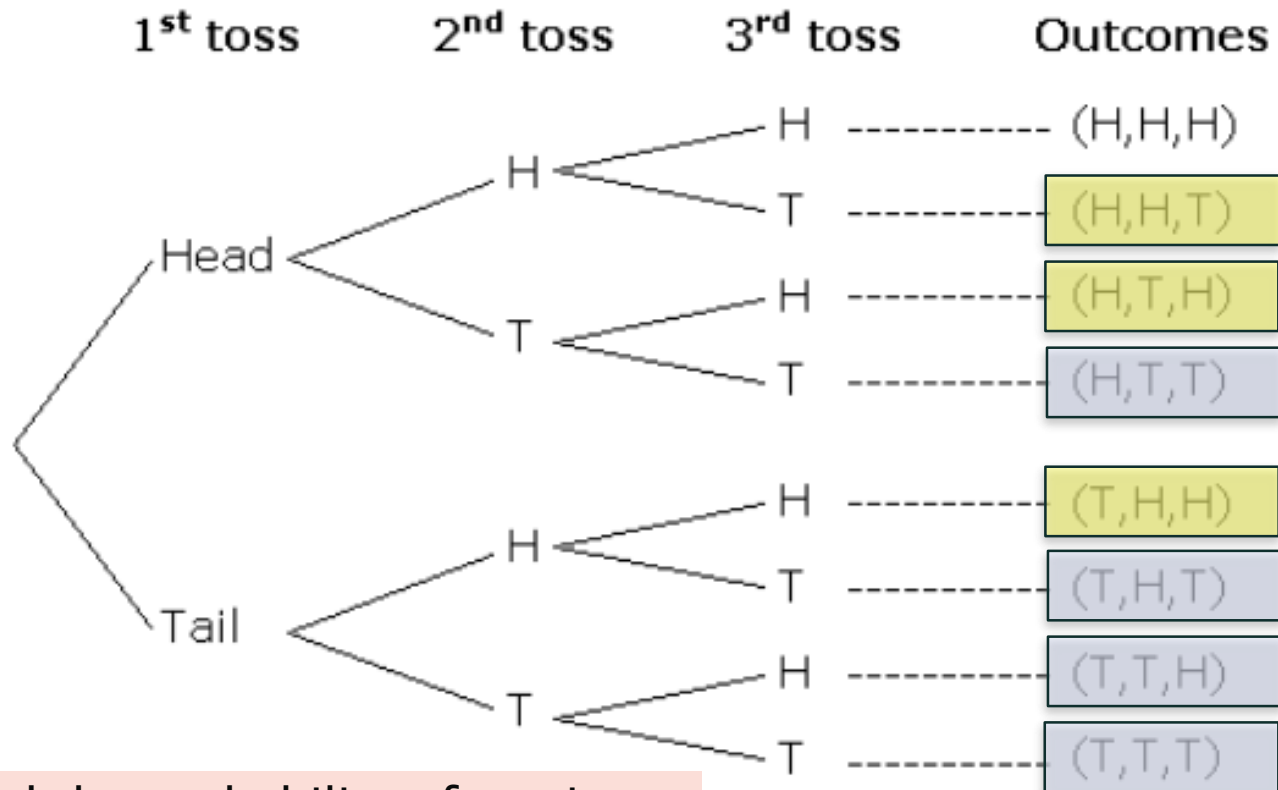 1st toss 2nd toss 3rd toss Outcomes
H (H,H,H)
H
T (H,H,T)
Head
H (H,T,H)
T
T (H,T,T)
H (T,H,H)
H
T (T,H,T)
Tail
H (T,T,H)
T
T (T,T,T)